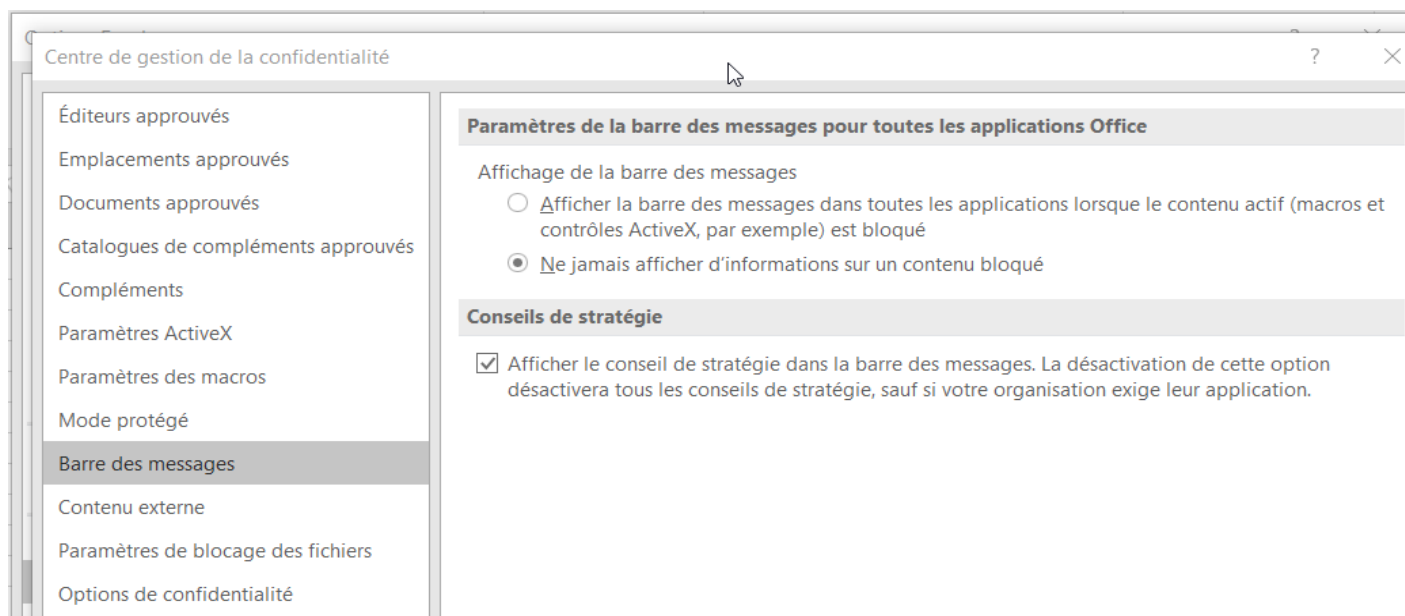 Centre de gestion de la confidentialité
?
Éditeurs approuvés
Emplacements approuvés
Documents approuvés
Catalogues de compléments approuvés
Compléments
Paramètres ActiveX
Paramètres des macros
Mode protégé
Barre des messages
Contenu externe
Paramètres de blocage des fichiers
Options de confidentialité
Paramètres de la barre des messages pour toutes les applications Office
Affichage de la barre des messages
Afficher la barre des messages dans toutes les applications lorsque le contenu actif (macros et
contrôles ActiveX, par exemple) est bloqué
Ne jamais afficher d'informations sur un contenu bloqué
Conseils de stratégie
Afficher le conseil de stratégie dans la barre des messages. La désactivation de cette option
désactivera tous les conseils de stratégie, sauf si votre organisation exige leur application.